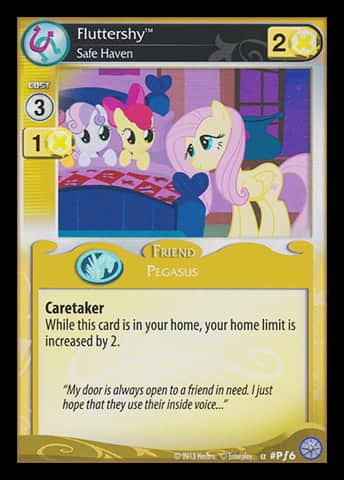 Fluttershy™
Safe Haven
2
COST
3
1
FRIEND
PEGASUS
Caretaker
While this card is in your home, your home limit is
increased by 2.
"My door is always open to a friend in need. I just
hope that they use their inside voice..."
© 2013 Hasbro. © Enterplay. α #Pƒ6